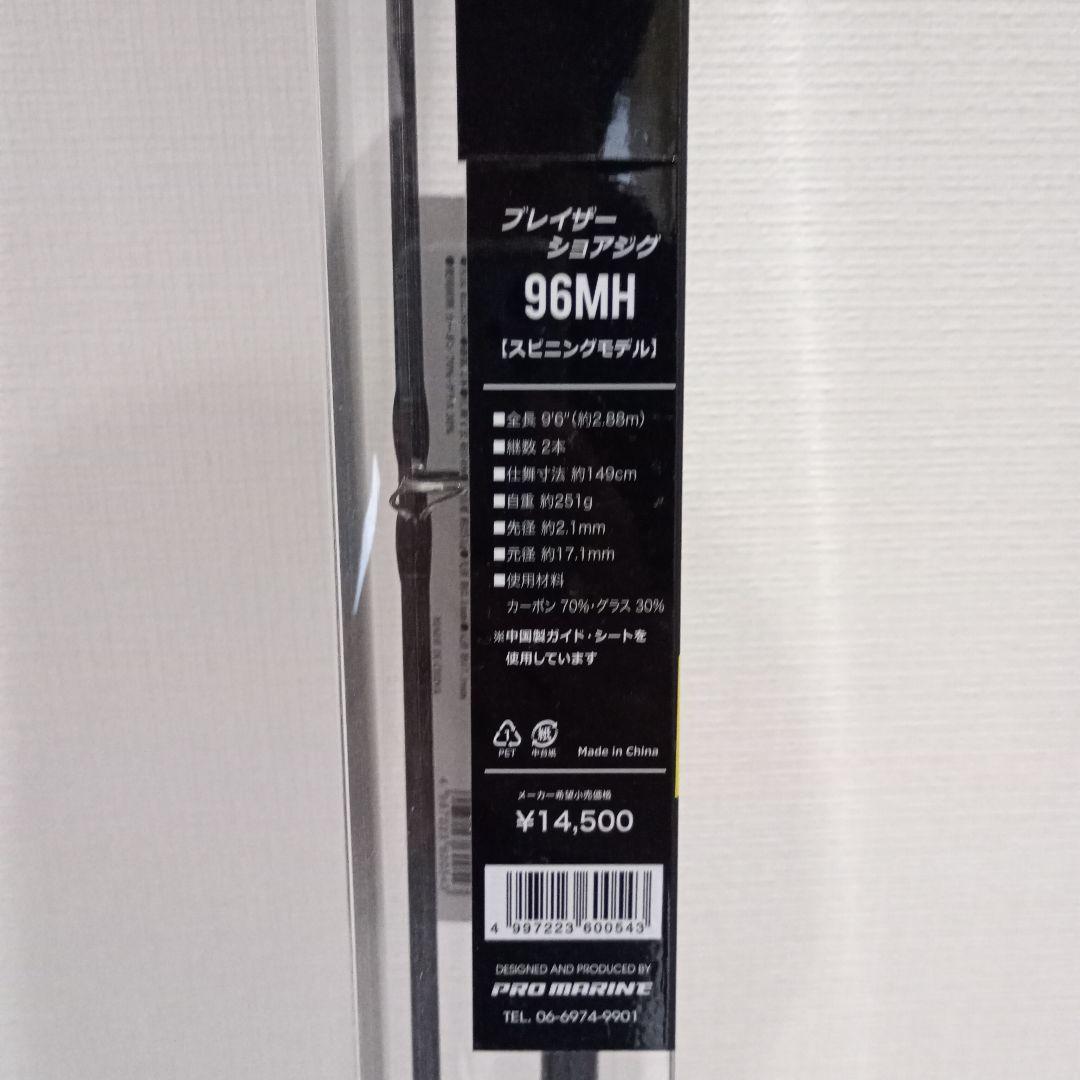 ブレイザー
ショアジグ
96MH
【スピニングモデル】
■全長 9'6"(約2.88m)
■継数 2本
■仕舞寸法 約149cm
■自重 約251g
■先径 約2.1mm
■元径 約17.1mm
■使用材料
カーボン 70%・グラス 30%
※中国製ガイド・シートを
使用しています
1
PET
紙
中台紙
Made in China
メーカー希望小売価格
¥14,500
4 997223 600543
DESIGNED AND PRODUCED BY
PRO MARINE
TEL. 06-6974-9901